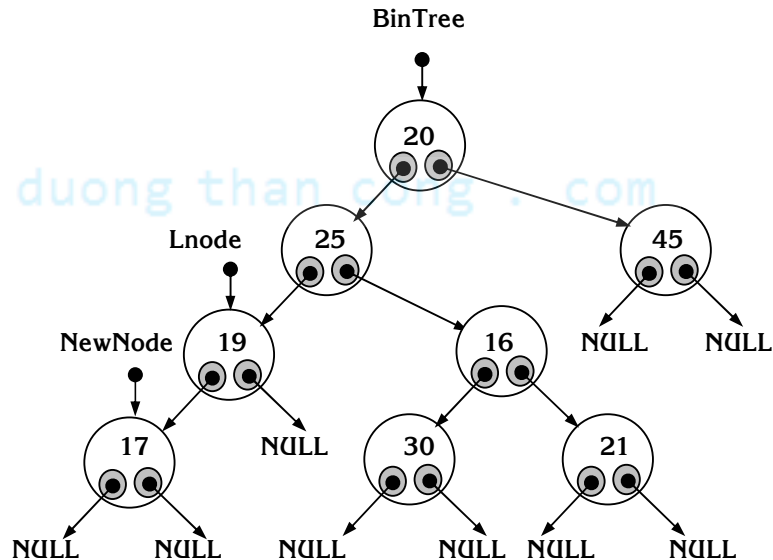 BinTree
20
duong than cong . com
Lnode
25
45
NewNode
19
16
NULL
NULL
17
NULL
30
21
NULL
NULL
NULL
NULL
NULL
NULL